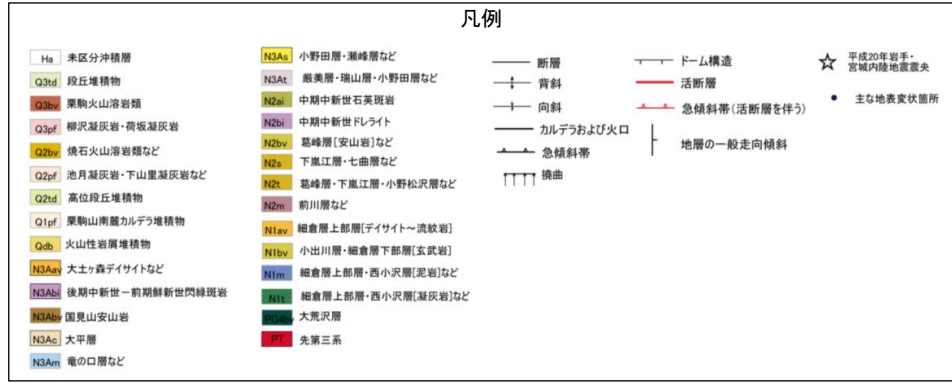 凡例
Ha 未区分沖積層
Q3td 段丘堆積物
Q3bv 栗駒火山溶岩類
Q3pf 柳沢凝灰岩・荷坂凝灰岩
Q2bv 焼石火山溶岩類など
Q2pf 池月凝灰岩・下山里凝灰岩など
Q2td 高位段丘堆積物
Q1pf 栗駒山南麓カルデラ堆積物
Qdb 火山性岩屑堆積物
N3Aav 大土ヶ森デイサイトなど
N3Abi 後期中新世－前期鮮新世閃緑斑岩
N3Abv 国見山安山岩
N3Ac 大平層
N3Am 竜の口層など
N3As 小野田層・瀬峰層など
N3At 厳美層・瑞山層・小野田層など
N2ai 中期中新世石英斑岩
N2bi 中期中新世ドレライト
N2bv 葛峰層[安山岩]など
N2s 下嵐江層・七曲層など
N2t 葛峰層・下嵐江層・小野松沢層など
N2m 前川層など
N1av 細倉層上部層[デイサイト～流紋岩]
N1bv 小出川層・細倉層下部層[玄武岩]
N1m 細倉層上部層・西小沢層[泥岩]など
N1t 細倉層上部層・西小沢層[凝灰岩]など
大荒沢層
PT 先第三系
断層
背斜
向斜
カルデラおよび火口
急傾斜帯
撓曲
ドーム構造
活断層
急傾斜帯(活断層を伴う)
地層の一般走向傾斜
平成20年岩手・
宮城内陸地震震央
主な地表変状箇所